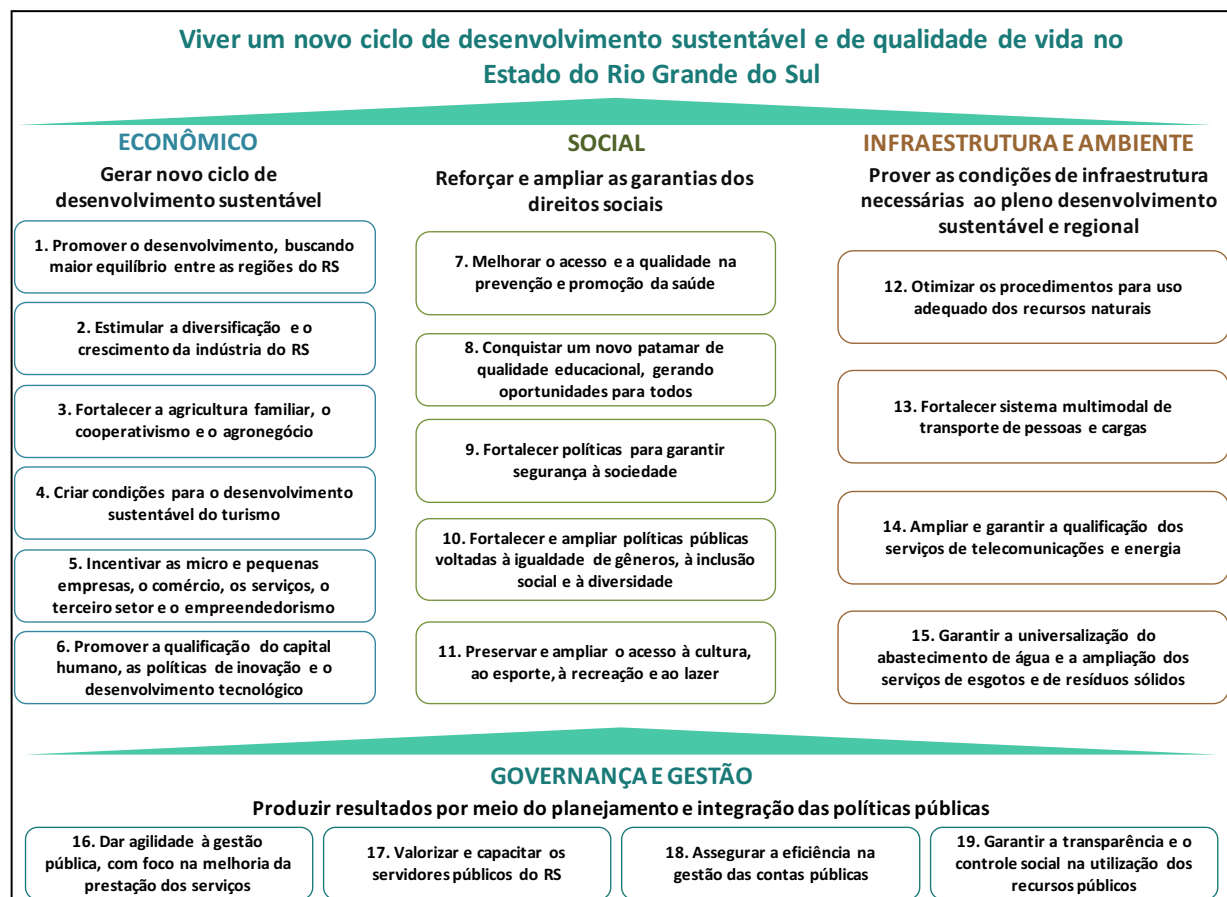 Viver um novo ciclo de desenvolvimento sustentável e de qualidade de vida no
Estado do Rio Grande do Sul
ECONÔMICO
Gerar novo ciclo de
desenvolvimento sustentável
1. Promover o desenvolvimento, buscando
maior equilíbrio entre as regiões do RS
2. Estimular a diversificação e o
crescimento da indústria do RS
3. Fortalecer a agricultura familiar, o
cooperativismo e o agronegócio
4. Criar condições para o desenvolvimento
sustentável do turismo
5. Incentivar as micro e pequenas
empresas, o comércio, os serviços, o
terceiro setor e o empreendedorismo
6. Promover a qualificação do capital
humano, as políticas de inovação e o
desenvolvimento tecnológico
SOCIAL
Reforçar e ampliar as garantias dos
direitos sociais
7. Melhorar o acesso e a qualidade na
prevenção e promoção da saúde
8. Conquistar um novo patamar de
qualidade educacional, gerando
oportunidades para todos
9. Fortalecer políticas para garantir
segurança à sociedade
10. Fortalecer e ampliar políticas públicas
voltadas à igualdade de gêneros, à inclusão
social e à diversidade
11. Preservar e ampliar o acesso à cultura,
ao esporte, à recreação e ao lazer
INFRAESTRUTURA E AMBIENTE
Prover as condições de infraestrutura
necessárias ao pleno desenvolvimento
sustentável e regional
12. Otimizar os procedimentos para uso
adequado dos recursos naturais
13. Fortalecer sistema multimodal de
transporte de pessoas e cargas
14. Ampliar e garantir a qualificação dos
serviços de telecomunicações e energia
15. Garantir a universalização do
abastecimento de água e a ampliação dos
serviços de esgotos e de resíduos sólidos
GOVERNANÇA E GESTÃO
Produzir resultados por meio do planejamento e integração das políticas públicas
16. Dar agilidade à gestão
pública, com foco na melhoria da
prestação dos serviços
17. Valorizar e capacitar os
servidores públicos do RS
18. Assegurar a eficiência na
gestão das contas públicas
19. Garantir a transparência e o
controle social na utilização dos
recursos públicos